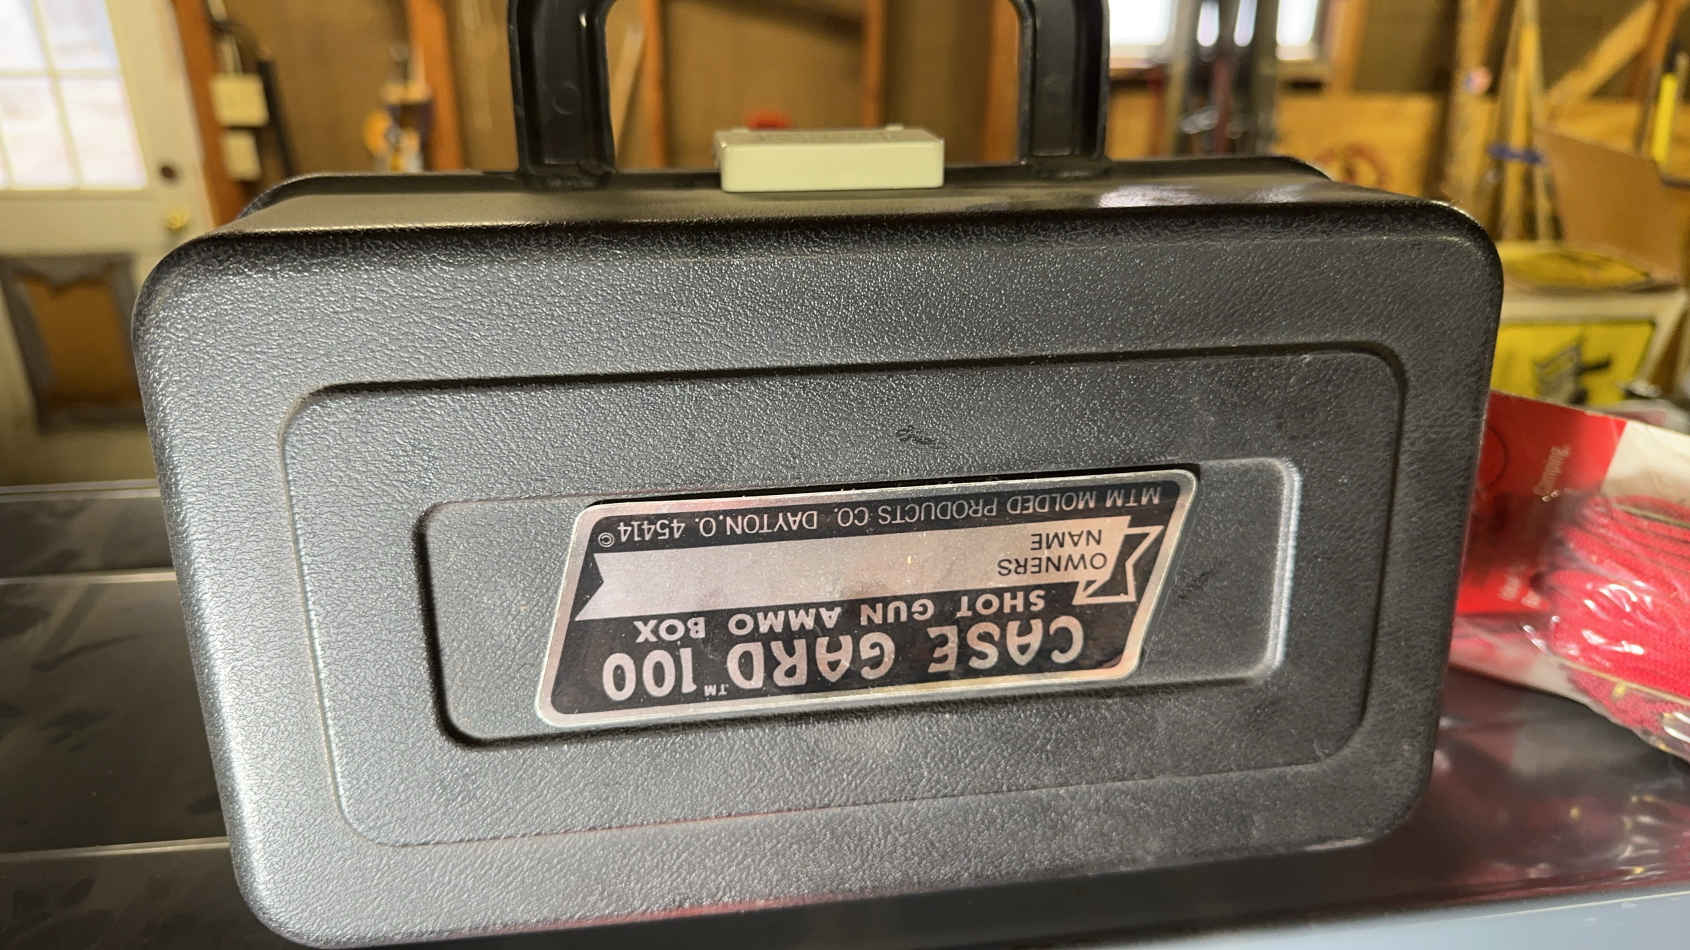 CASE GARD™ 100
SHOT GUN AMMO BOX
OWNERS
NAME
MTM MOLDED PRODUCTS CO. DAYTON, O. 45414 ©